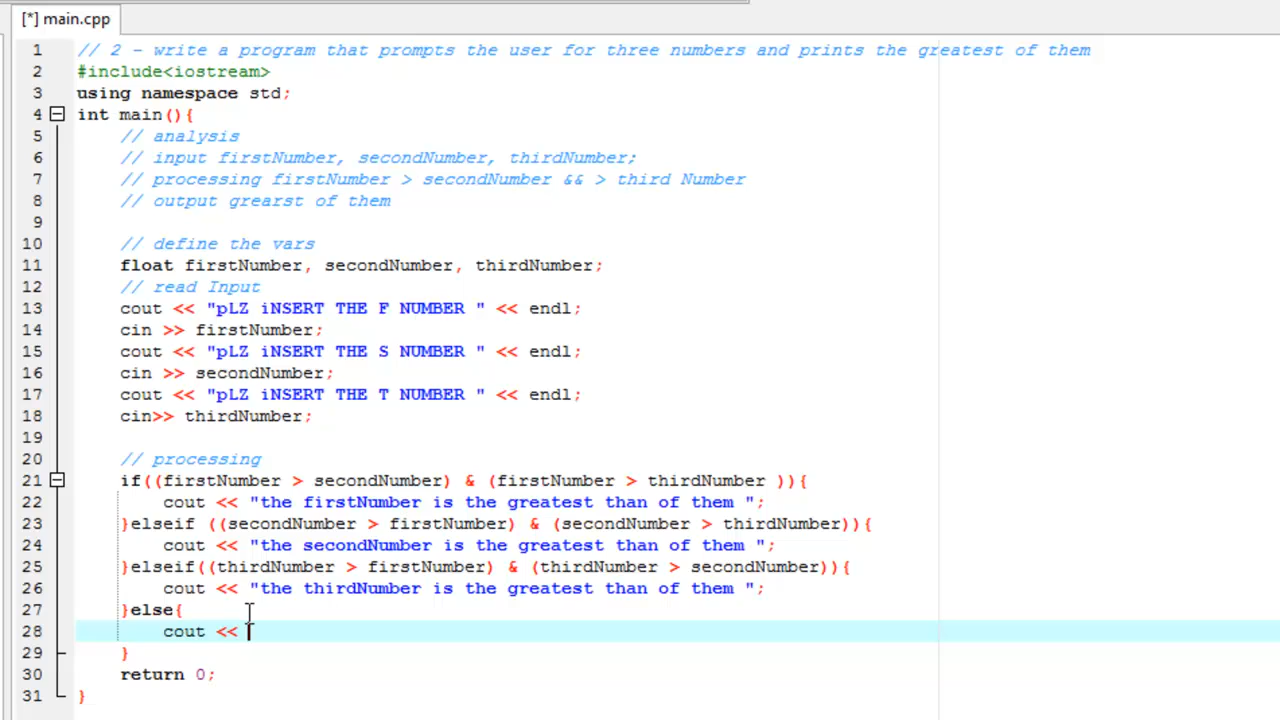 [*] main.cpp
1 // 2 - write a program that prompts the user for three numbers and prints the greatest of them
2 #include<iostream>
3 using namespace std;
4 int main(){
5 // analysis
6 // input firstNumber, secondNumber, thirdNumber;
7 // processing firstNumber > secondNumber && > third Number
8 // output grearst of them
9
10 // define the vars
11 float firstNumber, secondNumber, thirdNumber;
12 // read Input
13 cout << "pLZ iNSERT THE F NUMBER " << endl;
14 cin >> firstNumber;
15 cout << "pLZ iNSERT THE S NUMBER " << endl;
16 cin >> secondNumber;
17 cout << "pLZ iNSERT THE T NUMBER " << endl;
18 cin>> thirdNumber;
19
20 // processing
21 if((firstNumber > secondNumber) & (firstNumber > thirdNumber )){
22 cout << "the firstNumber is the greatest than of them ";
23 }elseif ((secondNumber > firstNumber) & (secondNumber > thirdNumber)){
24 cout << "the secondNumber is the greatest than of them ";
25 }elseif((thirdNumber > firstNumber) & (thirdNumber > secondNumber)){
26 cout << "the thirdNumber is the greatest than of them ";
27 }else{
28 cout <<
29 }
30 return 0;
31 }